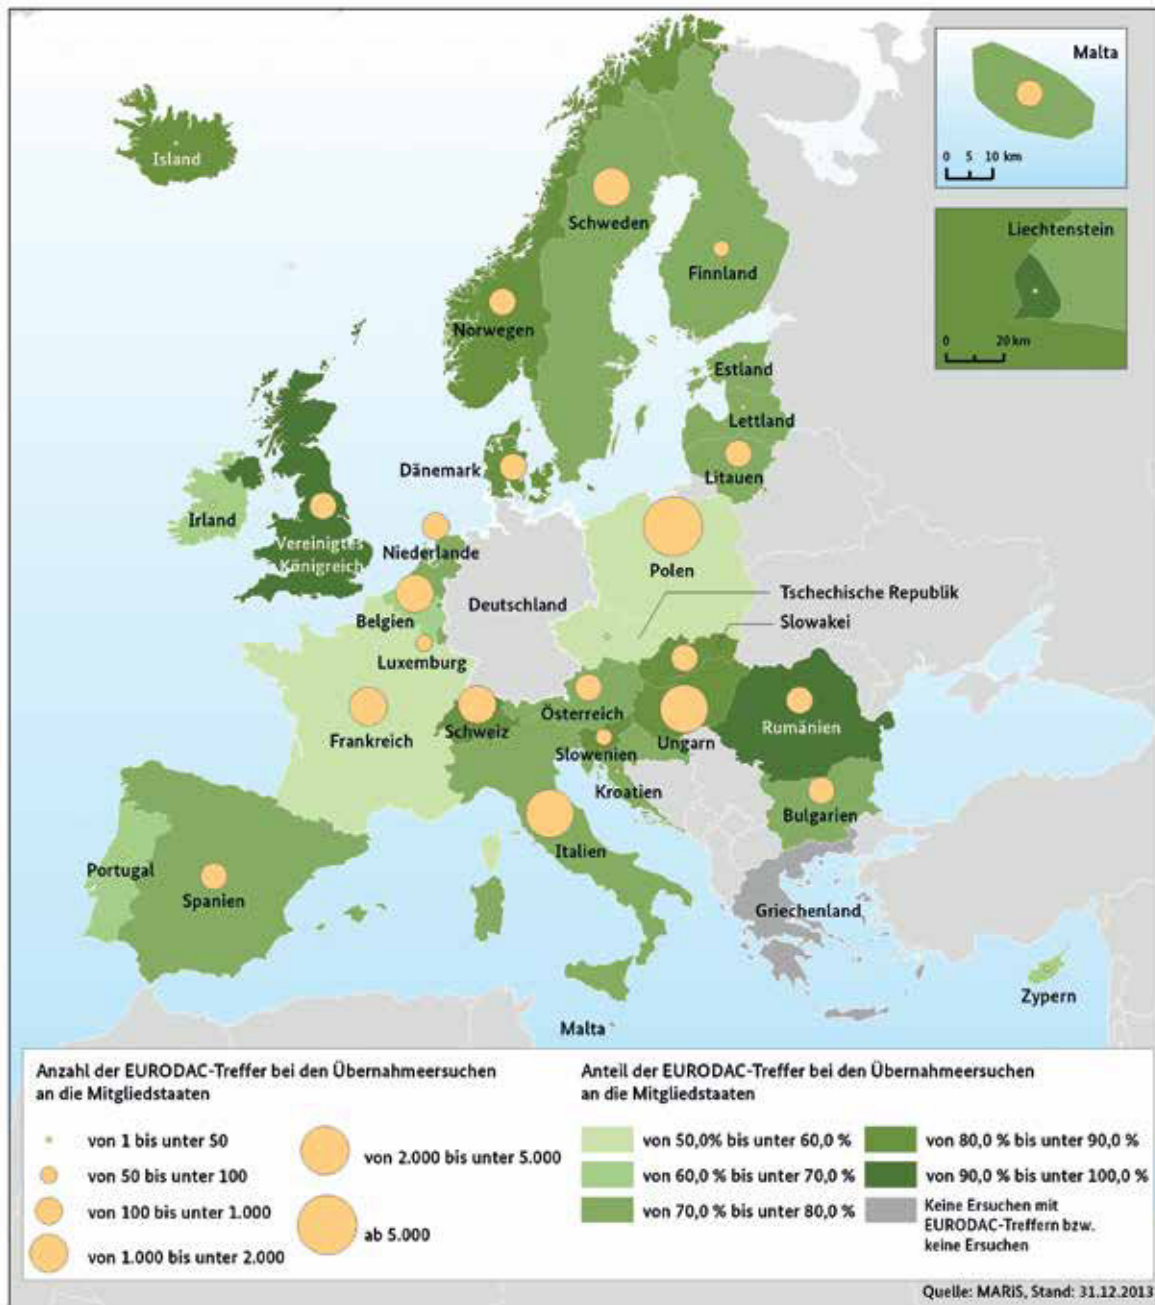 Malta
0 5 10 km
Island
Schweden
Liechtenstein
Finnland
Norwegen
0 20 km
Estland
Lettland
Dänemark
Litauen
Irland
Vereinigtes
Königreich
Niederlande
Polen
Deutschland
Tschechische Republik
Belgien
Slowakei
Luxemburg
Österreich
Schweiz
Frankreich
Rumänien
Ungarn
Slowenien
Kroatien
Bulgarien
Italien
Portugal
Spanien
Griechenland
Zypern
Malta
Anzahl der EURODAC-Treffer bei den Übernahmeersuchen
an die Mitgliedstaaten
von 1 bis unter 50
von 50 bis unter 100
von 100 bis unter 1.000
von 1.000 bis unter 2.000
von 2.000 bis unter 5.000
ab 5.000
Anteil der EURODAC-Treffer bei den Übernahmeersuchen
an die Mitgliedstaaten
von 50,0% bis unter 60,0 %
von 60,0 % bis unter 70,0 %
von 70,0 % bis unter 80,0 %
von 80,0 % bis unter 90,0 %
von 90,0 % bis unter 100,0 %
Keine Ersuchen mit
EURODAC-Treffern bzw.
keine Ersuchen
Quelle: MARiS, Stand: 31.12.2013